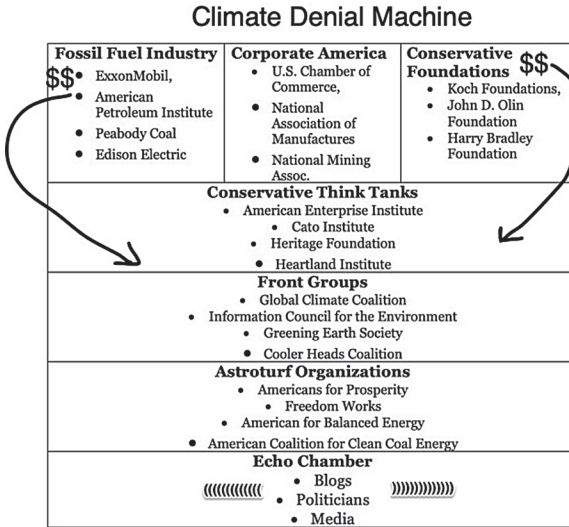 Climate Denial Machine
Fossil Fuel Industry
$$
• ExxonMobil,
• American
Petroleum Institute
• Peabody Coal
• Edison Electric
Corporate America
• U.S. Chamber of
Commerce,
• National
Association of
Manufactures
• National Mining
Assoc.
Conservative
Foundations $$
• Koch Foundations,
• John D. Olin
Foundation
• Harry Bradley
Foundation
Conservative Think Tanks
• American Enterprise Institute
• Cato Institute
• Heritage Foundation
• Heartland Institute
Front Groups
• Global Climate Coalition
• Information Council for the Environment
• Greening Earth Society
• Cooler Heads Coalition
Astroturf Organizations
• Americans for Prosperity
• Freedom Works
• American for Balanced Energy
• American Coalition for Clean Coal Energy
Echo Chamber
• Blogs
• Politicians
• Media